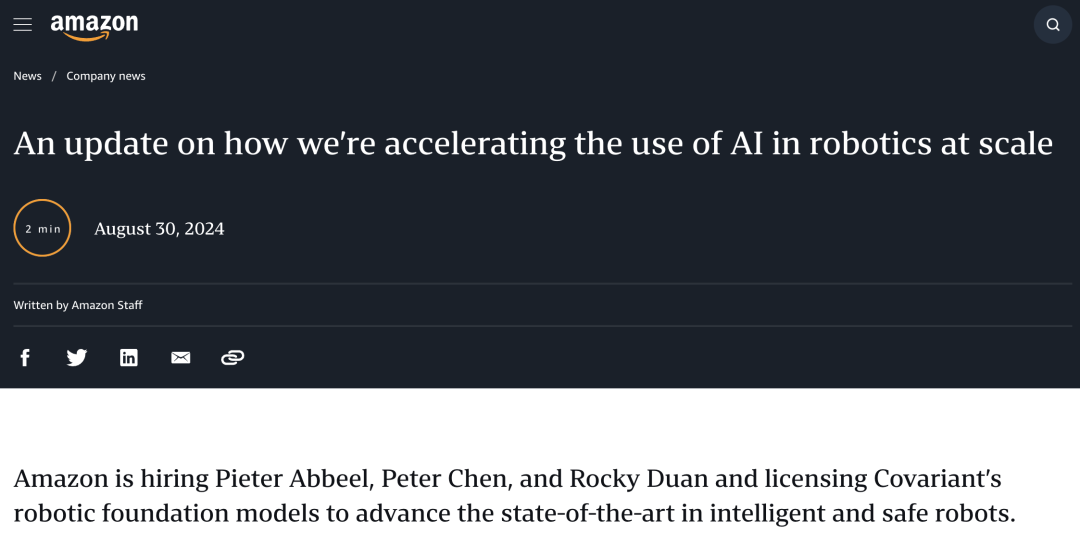 amazon
News / Company news
An update on how we’re accelerating the use of AI in robotics at scale
2 min
August 30, 2024
Written by Amazon Staff
f
in
Amazon is hiring Pieter Abbeel, Peter Chen, and Rocky Duan and licensing Covariant’s
robotic foundation models to advance the state-of-the-art in intelligent and safe robots.